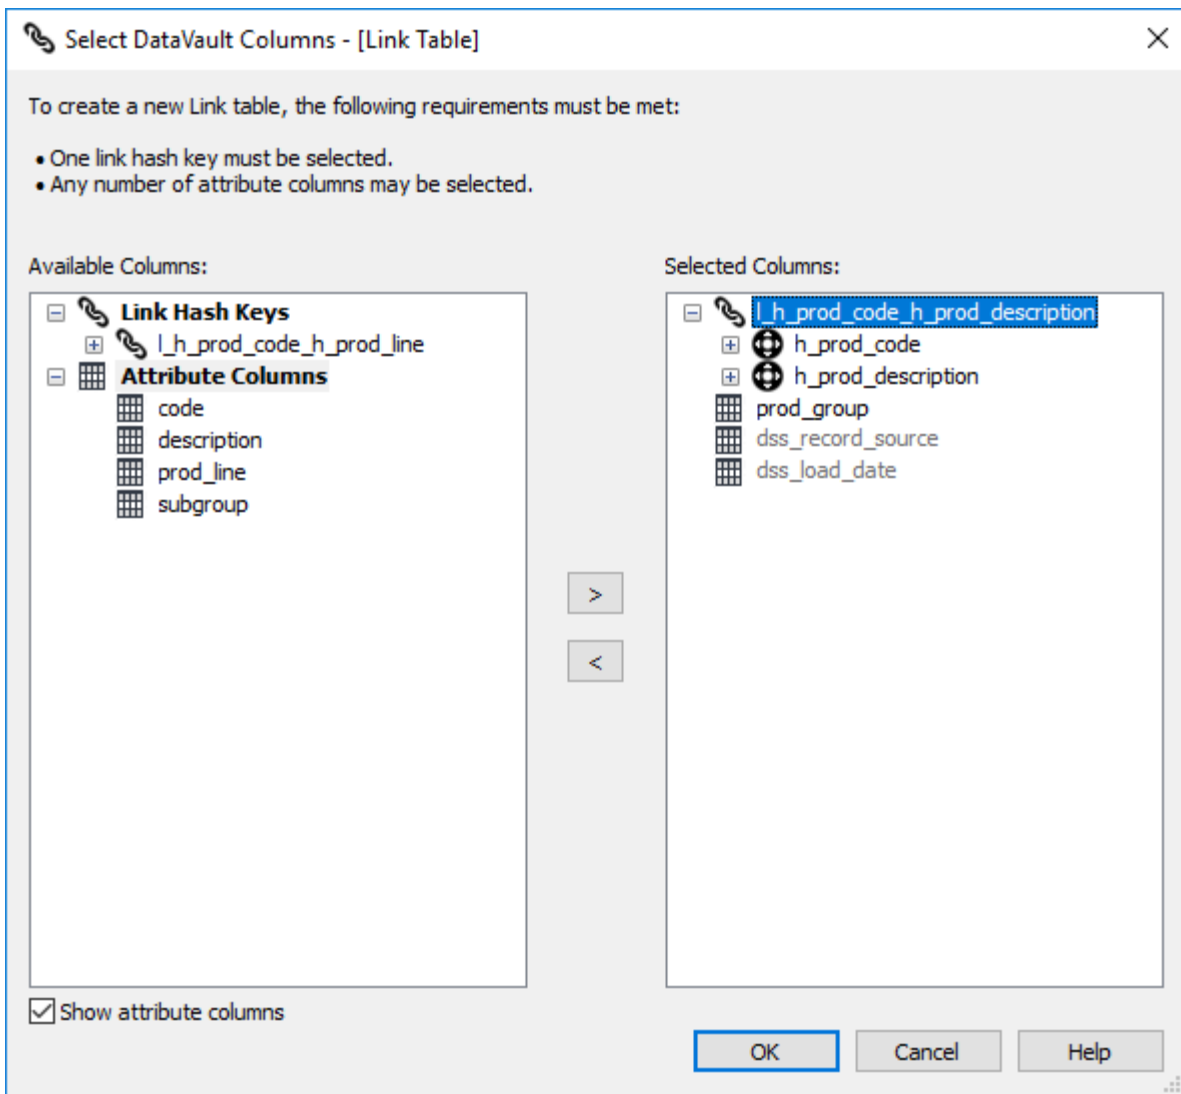 Select DataVault Columns - [Link Table]
To create a new Link table, the following requirements must be met:
• One link hash key must be selected.
• Any number of attribute columns may be selected.
Available Columns:
Link Hash Keys
l_h_prod_code_h_prod_line
Attribute Columns
code
description
prod_line
subgroup
Show attribute columns
>
<
Selected Columns:
l_h_prod_code_h_prod_description
h_prod_code
h_prod_description
prod_group
dss_record_source
dss_load_date
OK
Cancel
Help